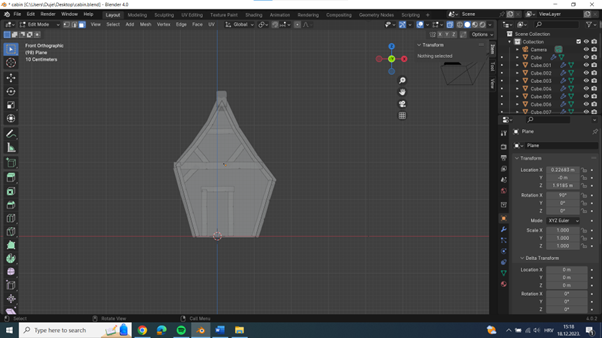 * cabin [C:\Users\Duje\Desktop\cabin.blend] - Blender 4.0
File Edit Render Window Help Layout Modeling Sculpting UV Editing Texture Paint Shading Animation Rendering Compositing Geometry Nodes Scripting +
Scene ViewLayer
Edit Mode View Select Add Mesh Vertex Edge Face UV Global
X Y Z Options
Front Orthographic
(98) Plane
10 Centimeters
Transform
Nothing selected
Item
Tool
View
Scene Collection
Collection
Camera
Cube
Cube.001
Cube.002
Cube.003
Cube.004
Cube.005
Cube.006
Cube.007
Plane
Plane
Transform
Location X 0.22683 m
Y -0 m
Z 1.9185 m
Rotation X 90°
Y 0°
Z 0°
Mode XYZ Euler
Scale X 1.000
Y 1.000
Z 1.000
Delta Transform
Location X 0 m
Y 0 m
Z 0 m
Rotation X 0°
Y 0°
Z 0°
Select Rotate View Call Menu
4.0.2
Type here to search
HRV
15:18
18.12.2023.